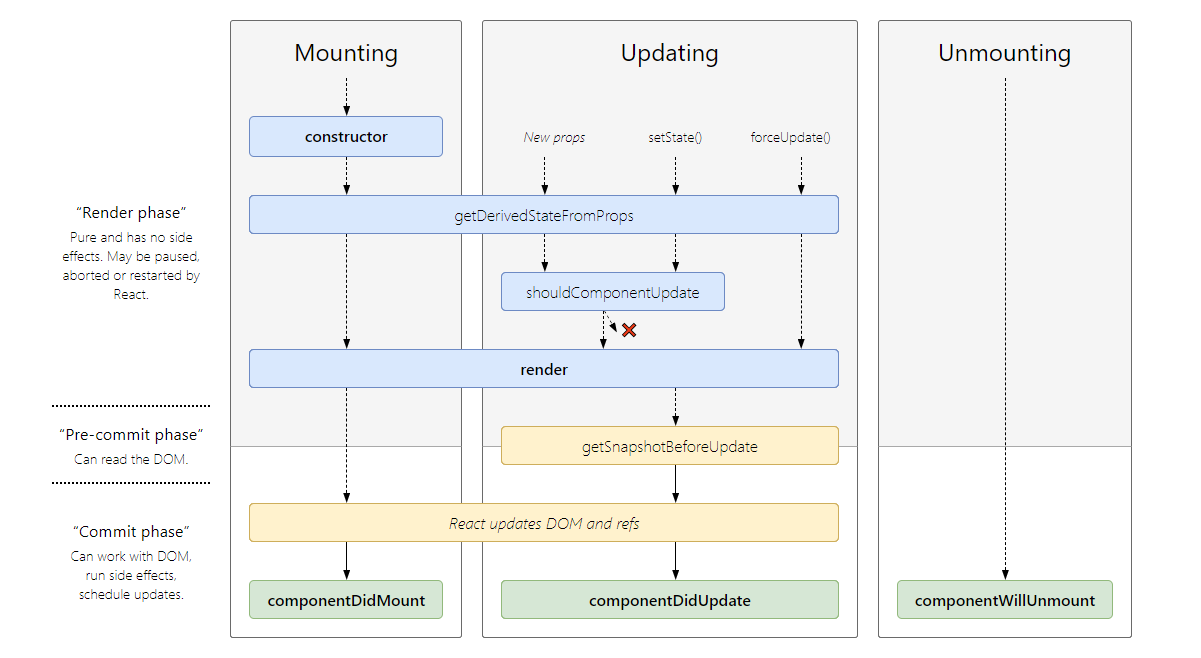 Mounting
Updating
Unmounting
constructor
New props
setState()
forceUpdate()
“Render phase”
Pure and has no side
effects. May be paused,
aborted or restarted by
React.
getDerivedStateFromProps
shouldComponentUpdate
render
“Pre-commit phase”
Can read the DOM.
getSnapshotBeforeUpdate
“Commit phase”
Can work with DOM,
run side effects,
schedule updates.
React updates DOM and refs
componentDidMount
componentDidUpdate
componentWillUnmount